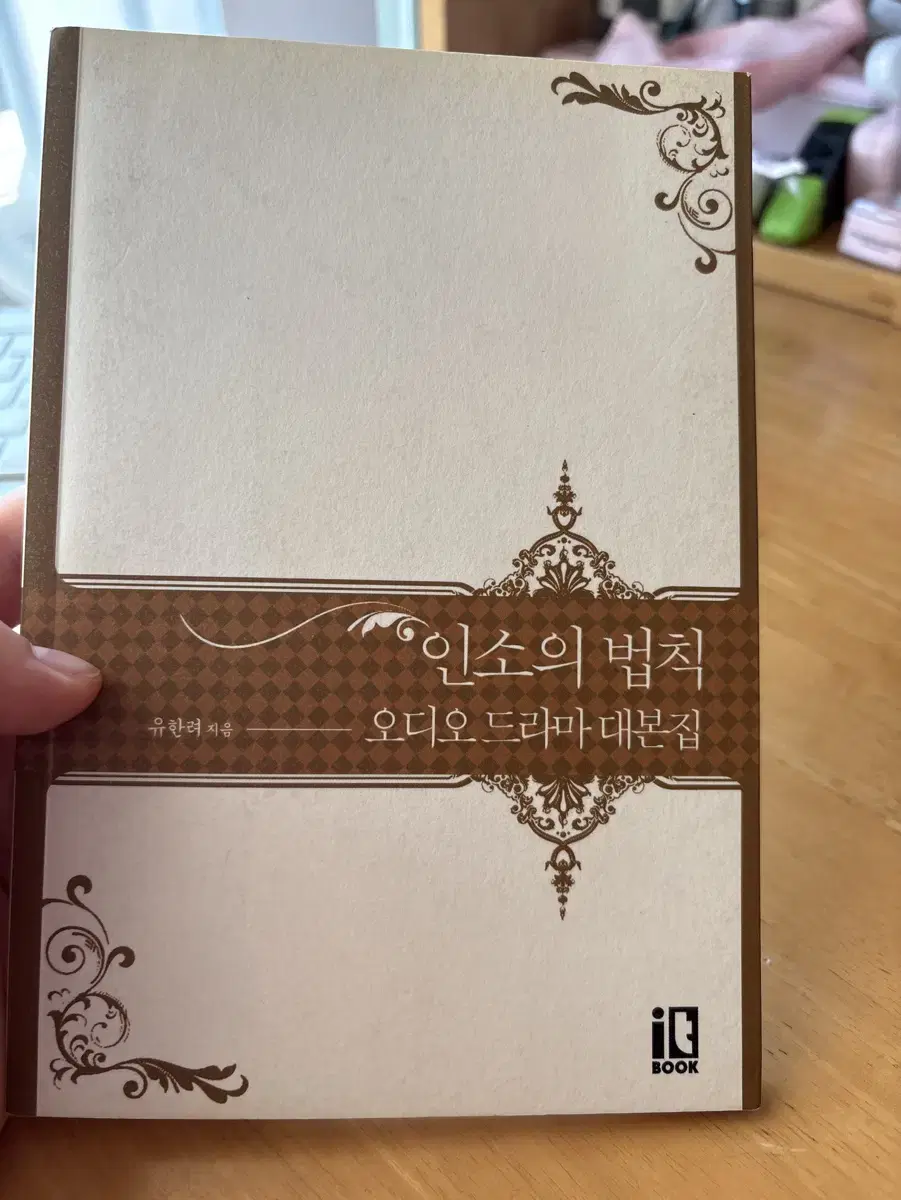 인소의 법칙
유한려 지음
오디오 드라마 대본집
it
BOOK